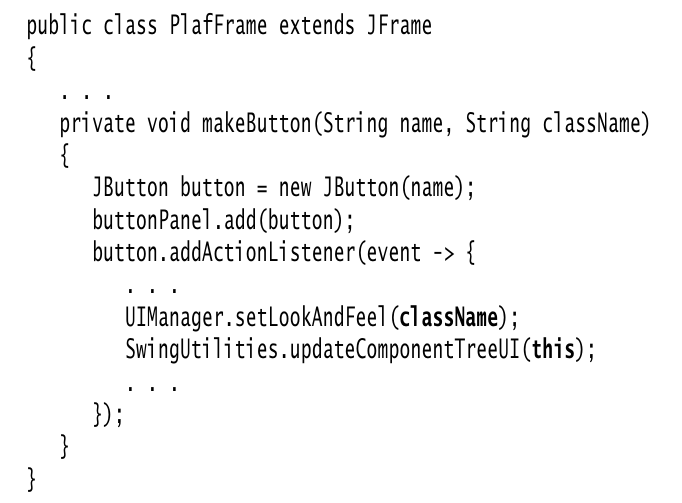 public class PlafFrame extends JFrame
{
. . .
private void makeButton(String name, String className)
{
JButton button = new JButton(name);
buttonPanel.add(button);
button.addActionListener(event -> {
. . .
UIManager.setLookAndFeel(className);
SwingUtilities.updateComponentTreeUI(this);
. . .
});
}
}